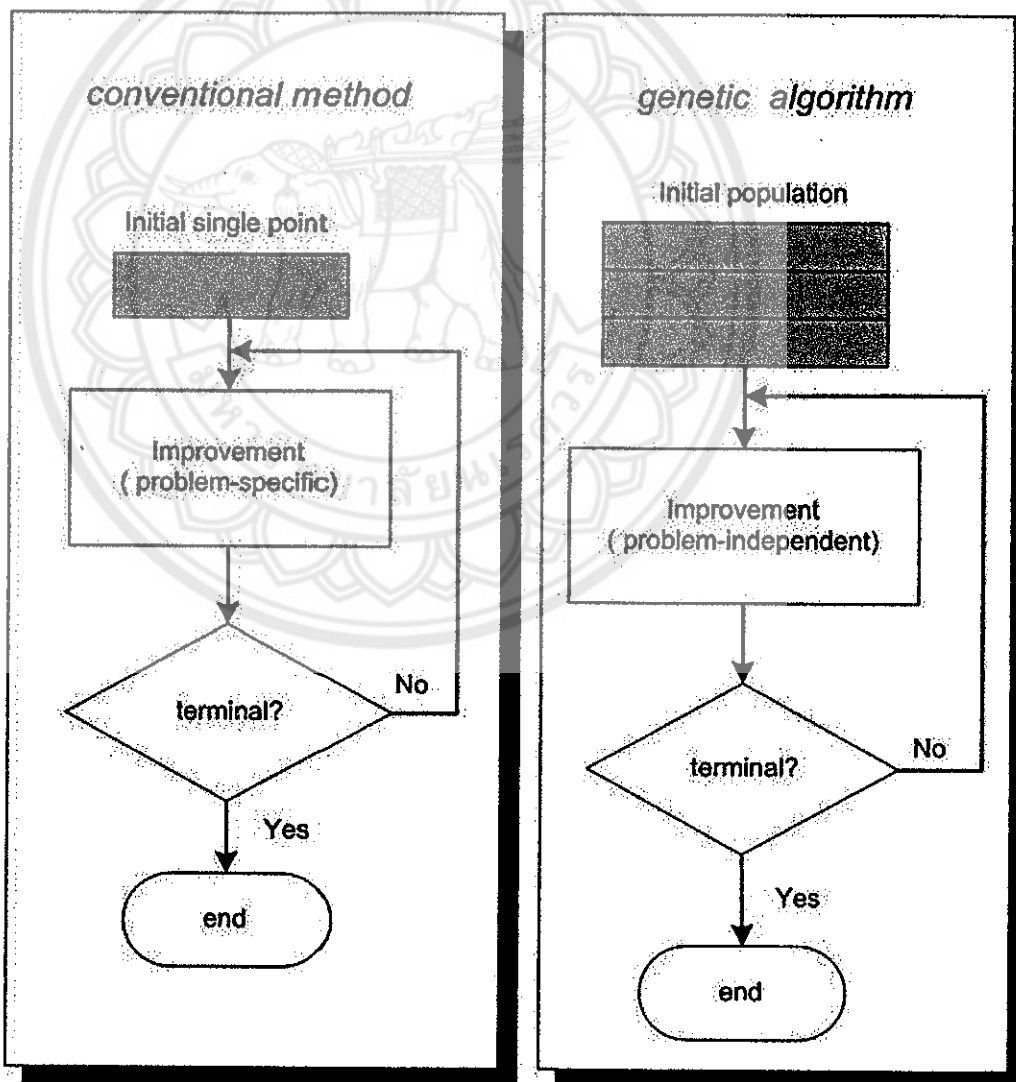 conventional method
Initial single point
Improvement
( problem-specific)
terminal?
No
Yes
end
genetic algorithm
Initial population
Improvement
( problem-independent)
terminal?
No
Yes
end